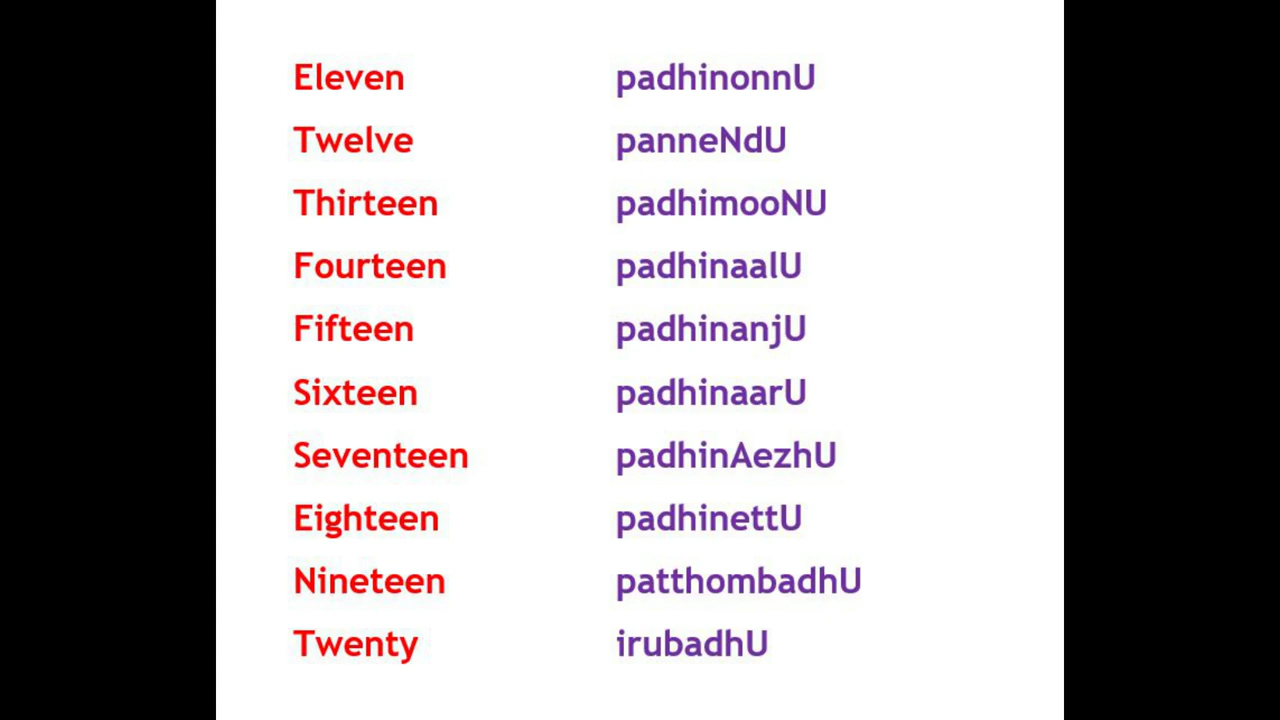 Eleven padhinonnU
Twelve panneNdU
Thirteen padhimooNU
Fourteen padhinaalU
Fifteen padhinanjU
Sixteen padhinaarU
Seventeen padhinAezhU
Eighteen padhinettU
Nineteen patthombadhU
Twenty irubadhU